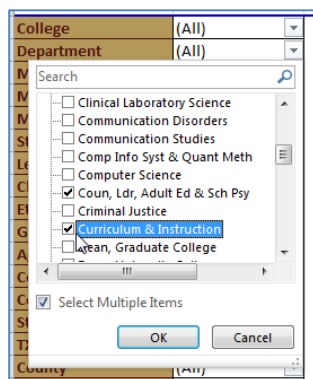 College (All)
Department (All)
Search
Clinical Laboratory Science
Communication Disorders
Communication Studies
Comp Info Syst & Quant Meth
Computer Science
Coun, Ldr, Adult Ed & Sch Psy
Criminal Justice
Curriculum & Instruction
Dean, Graduate College
Select Multiple Items
OK Cancel
County (All)